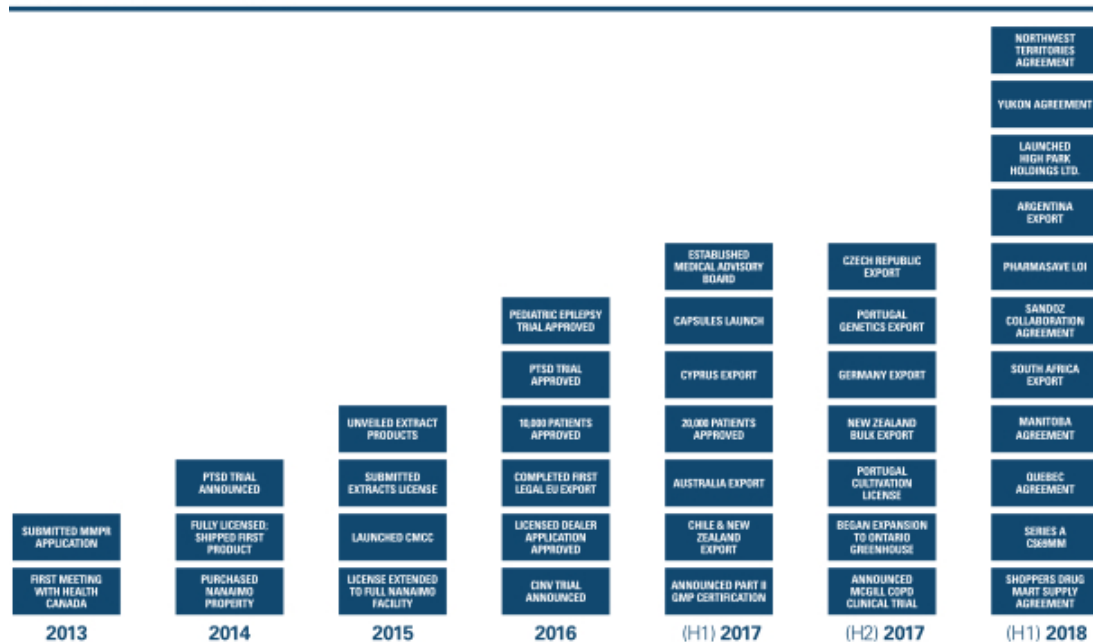 NORTHWEST
TERRITORIES
AGREEMENT
YUKON AGREEMENT
LAUNCHED
HIGH PARK
HOLDINGS LTD.
ARGENTINA
EXPORT
ESTABLISHED
MEDICAL ADVISORY
BOARD
CZECH REPUBLIC
EXPORT
PHARMASAVE LOI
PEDIATRIC EPILEPSY
TRIAL APPROVED
CAPSULES LAUNCH
PORTUGAL
GENETICS EXPORT
SANDOZ
COLLABORATION
AGREEMENT
PTSD TRIAL
APPROVED
CYPRUS EXPORT
GERMANY EXPORT
SOUTH AFRICA
EXPORT
UNVEILED EXTRACT
PRODUCTS
10,000 PATIENTS
APPROVED
20,000 PATIENTS
APPROVED
NEW ZEALAND
BULK EXPORT
MANITOBA
AGREEMENT
PTSD TRIAL
ANNOUNCED
SUBMITTED
EXTRACTS LICENSE
COMPLETED FIRST
LEGAL EU EXPORT
AUSTRALIA EXPORT
PORTUGAL
CULTIVATION
LICENSE
QUEBEC
AGREEMENT
SUBMITTED MMPR
APPLICATION
FULLY LICENSED;
SHIPPED FIRST
PRODUCT
LAUNCHED CMCC
LICENSED DEALER
APPLICATION
APPROVED
CHILE & NEW
ZEALAND
EXPORT
BEGAN EXPANSION
TO ONTARIO
GREENHOUSE
SERIES A
C$60MM
FIRST MEETING
WITH HEALTH
CANADA
PURCHASED
NANAIMO
PROPERTY
LICENSE EXTENDED
TO FULL NANAIMO
FACILITY
CINV TRIAL
ANNOUNCED
ANNOUNCED PART II
GMP CERTIFICATION
ANNOUNCED
MCGILL COPD
CLINICAL TRIAL
SHOPPERS DRUG
MART SUPPLY
AGREEMENT
2013
2014
2015
2016
(H1) 2017
(H2) 2017
(H1) 2018